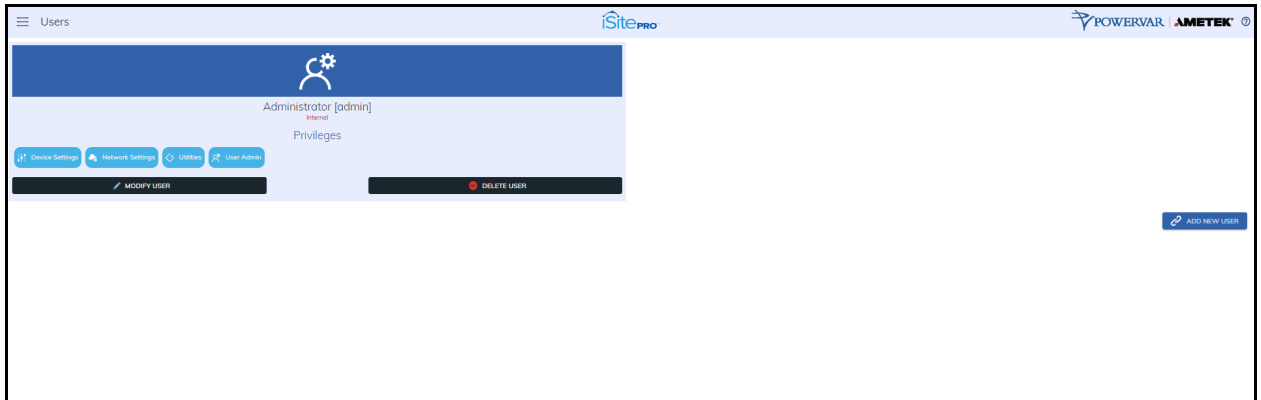 Users
iSitePRO
POWERVAR AMETEK
Administrator [admin]
Internal
Privileges
Device Settings Network Settings Utilities User Admin
MODIFY USER DELETE USER
ADD NEW USER